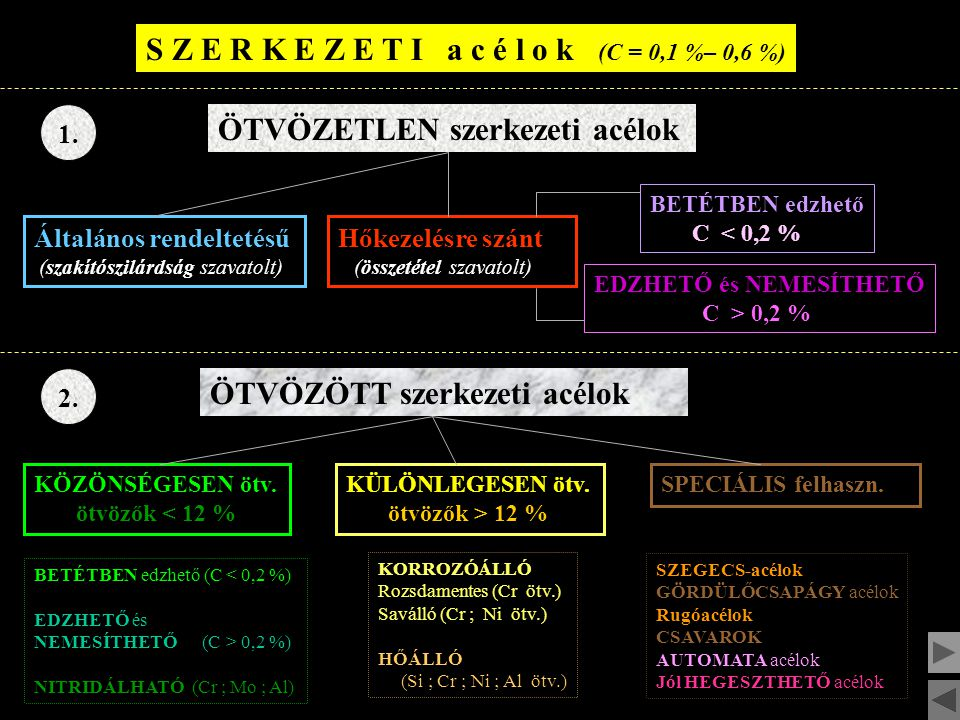 S Z E R K E Z E T I a c é l o k (C = 0,1 %– 0,6 %)
1.
ÖTVÖZETLEN szerkezeti acélok
Általános rendeltetésű
(szakítószilárdság szavatolt)
Hőkezelésre szánt
(összetétel szavatolt)
BETÉTBEN edzhető
C < 0,2 %
EDZHETŐ és NEMESÍTHETŐ
C > 0,2 %
2.
ÖTVÖZÖTT szerkezeti acélok
KÖZÖNSÉGESEN ötv.
ötvözők < 12 %
KÜLÖNLEGESEN ötv.
ötvözők > 12 %
SPECIÁLIS felhaszn.
BETÉTBEN edzhető (C < 0,2 %)
EDZHETŐ és
NEMESÍTHETŐ (C > 0,2 %)
NITRIDÁLHATÓ (Cr ; Mo ; Al)
KORROZÓÁLLÓ
Rozsdamentes (Cr ötv.)
Saválló (Cr ; Ni ötv.)
HŐÁLLÓ
(Si ; Cr ; Ni ; Al ötv.)
SZEGECS-acélok
GÖRDÜLŐCSAPÁGY acélok
Rugóacélok
CSAVAROK
AUTOMATA acélok
Jól HEGESZTHETŐ acélok